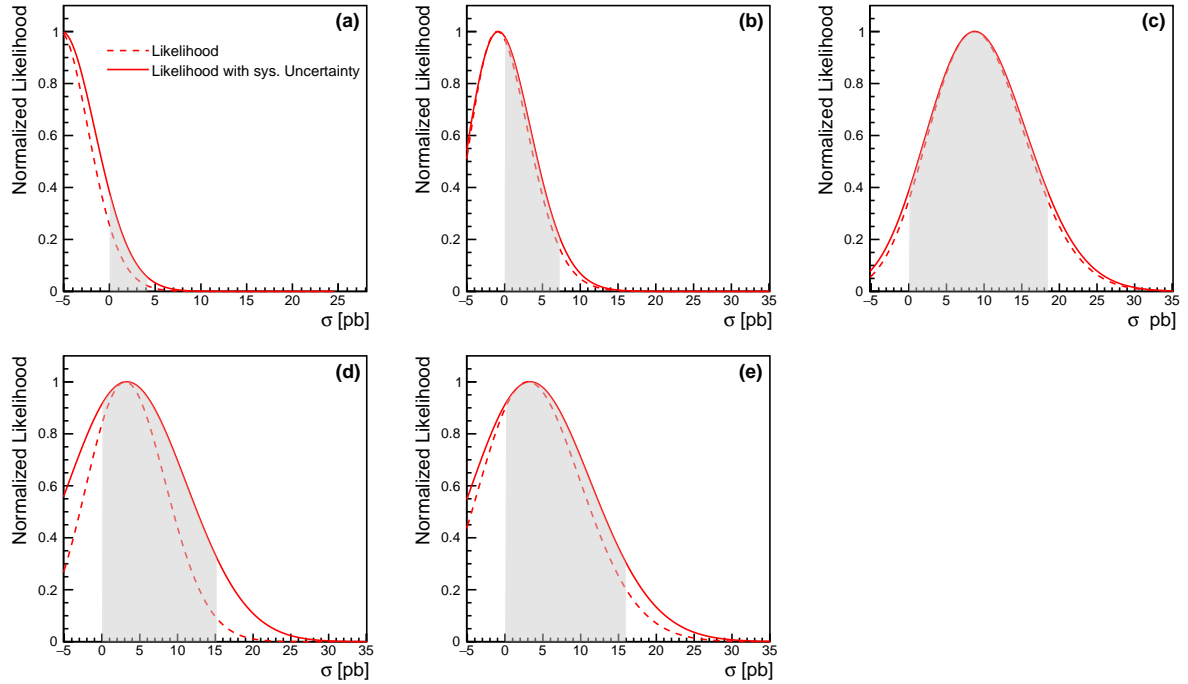 (a)
Likelihood
Likelihood with sys. Uncertainty
Normalized Likelihood
1
0.8
0.6
0.4
0.2
0
−5 0 5 10 15 20 25
σ [pb]
(b)
Normalized Likelihood
1
0.8
0.6
0.4
0.2
0
−5 0 5 10 15 20 25 30 35
σ [pb]
(c)
Normalized Likelihood
1
0.8
0.6
0.4
0.2
0
−5 0 5 10 15 20 25 30 35
σ pb]
(d)
Normalized Likelihood
1
0.8
0.6
0.4
0.2
0
−5 0 5 10 15 20 25 30 35
σ [pb]
(e)
Normalized Likelihood
1
0.8
0.6
0.4
0.2
0
−5 0 5 10 15 20 25 30 35
σ [pb]